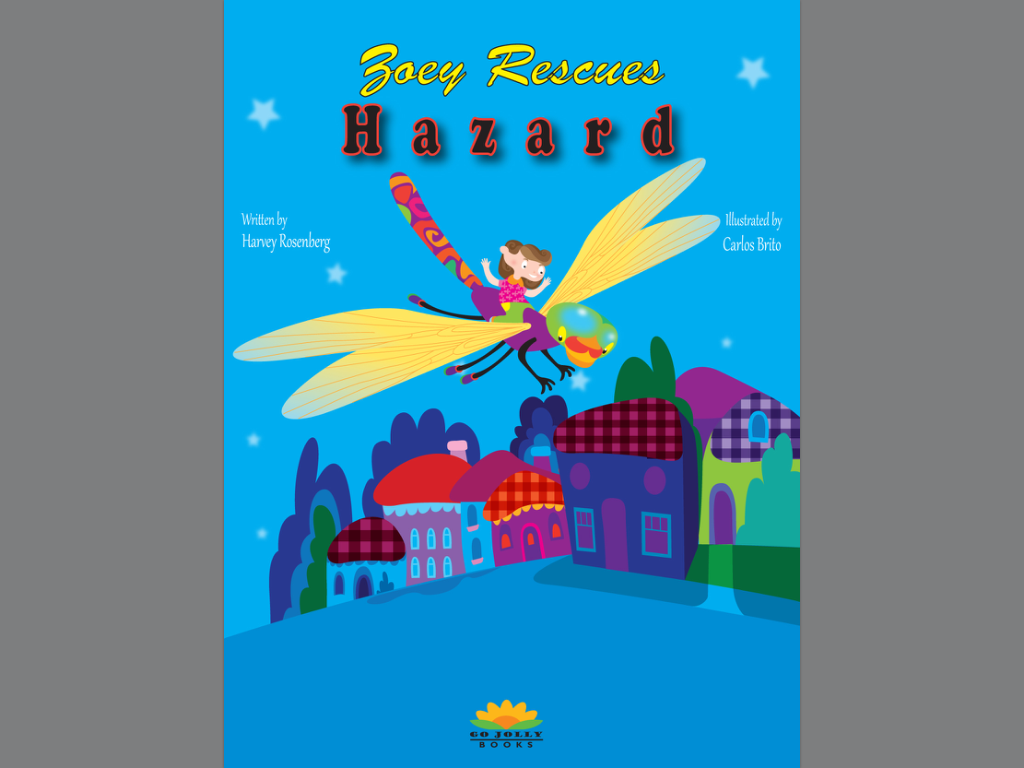 Zoey Rescues
Hazard
Written by
Harvey Rosenberg
Illustrated by
Carlos Brito
GO JOLLY
BOOKS